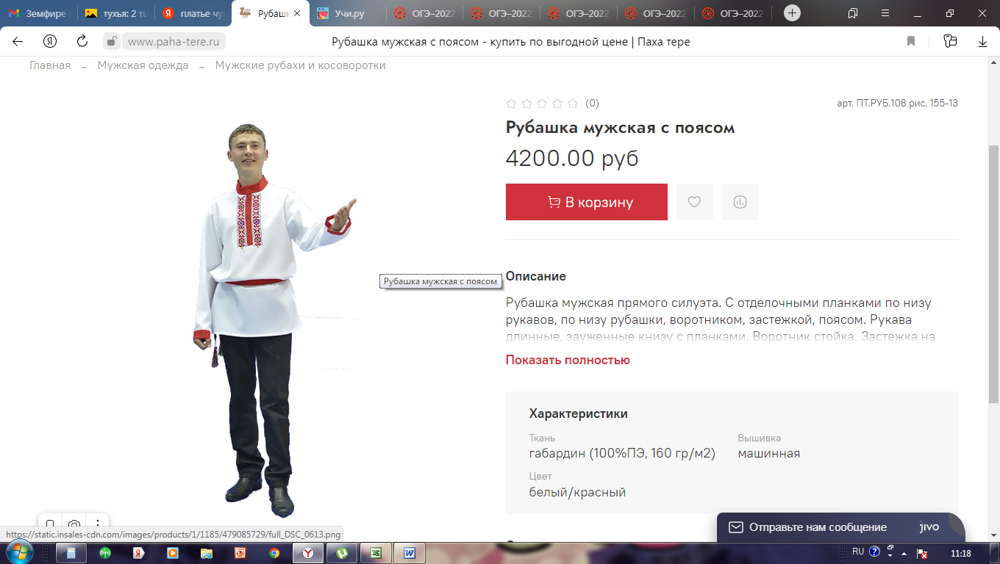 Земфире
тухья: 2 ты
платье чу
Рубашк
Учи.ру
ОГЭ–2022
ОГЭ–2022
ОГЭ–2022
ОГЭ–2022
ОГЭ–2022
www.paha-tere.ru
Рубашка мужская с поясом - купить по выгодной цене | Паха тере
Главная – Мужская одежда – Мужские рубахи и косоворотки
(0)
арт. ПТ.РУБ.108 рис. 155-13
Рубашка мужская с поясом
4200.00 руб
В корзину
Рубашка мужская с поясом
Описание
Рубашка мужская прямого силуэта. С отделочными планками по низу
рукавов, по низу рубашки, воротником, застежкой, поясом. Рукава
длинные, зауженные книзу с планками. Воротник стойка. Застежка на
Показать полностью
Характеристики
Ткань
габардин (100%ПЭ, 160 гр/м2)
Вышивка
машинная
Цвет
белый/красный
Отправьте нам сообщение
jivo
https://static.insales-cdn.com/images/products/1/1185/479085729/full_DSC_0613.png
RU
11:18